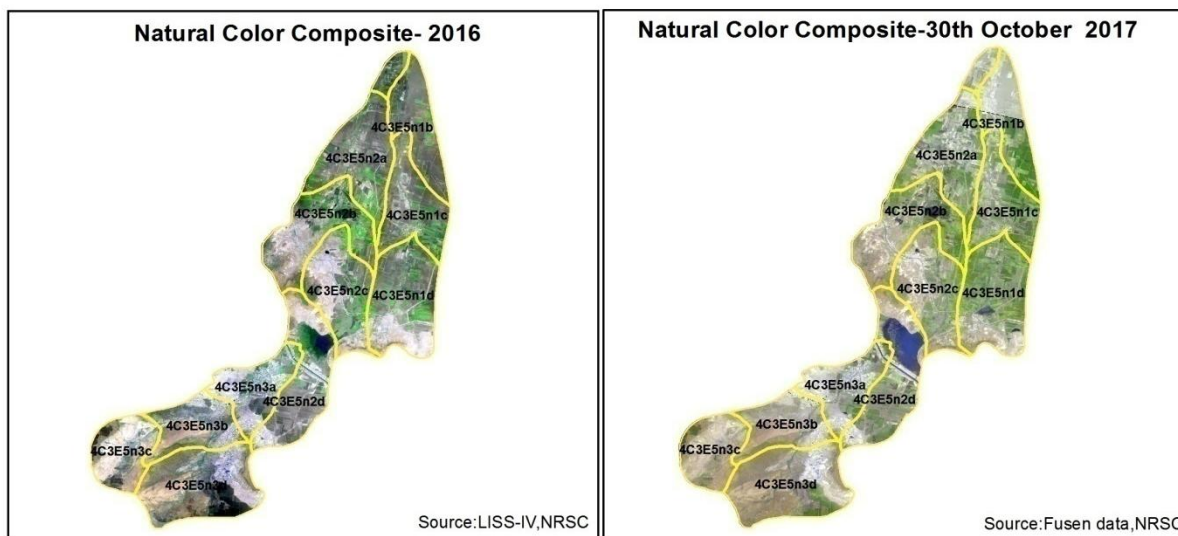 Natural Color Composite- 2016
4C3E5n1b
4C3E5n2a
4C3E5n2b
4C3E5n1c
4C3E5n2c
4C3E5n1d
4C3E5n3a
4C3E5n2d
4C3E5n3b
4C3E5n3c
4C3E5n3d
Source:LISS-IV,NRSC
Natural Color Composite-30th October 2017
4C3E5n1b
4C3E5n2a
4C3E5n2b
4C3E5n1c
4C3E5n2c
4C3E5n1d
4C3E5n3a
4C3E5n2d
4C3E5n3b
4C3E5n3c
4C3E5n3d
Source:Fusen data,NRSC